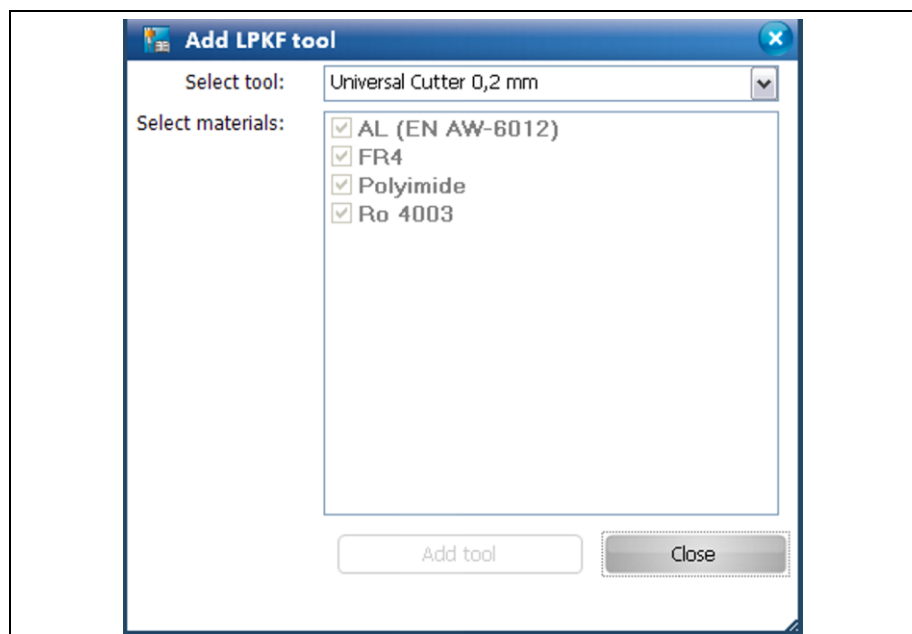 Add LPKF tool
Select tool: Universal Cutter 0,2 mm
Select materials:
AL (EN AW-6012)
FR4
Polyimide
Ro 4003
Add tool Close